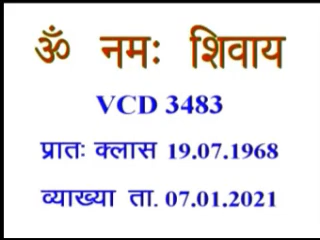 ॐ नमः शिवाय
VCD 3483
प्रातः क्लास 19.07.1968
व्याख्या ता. 07.01.2021